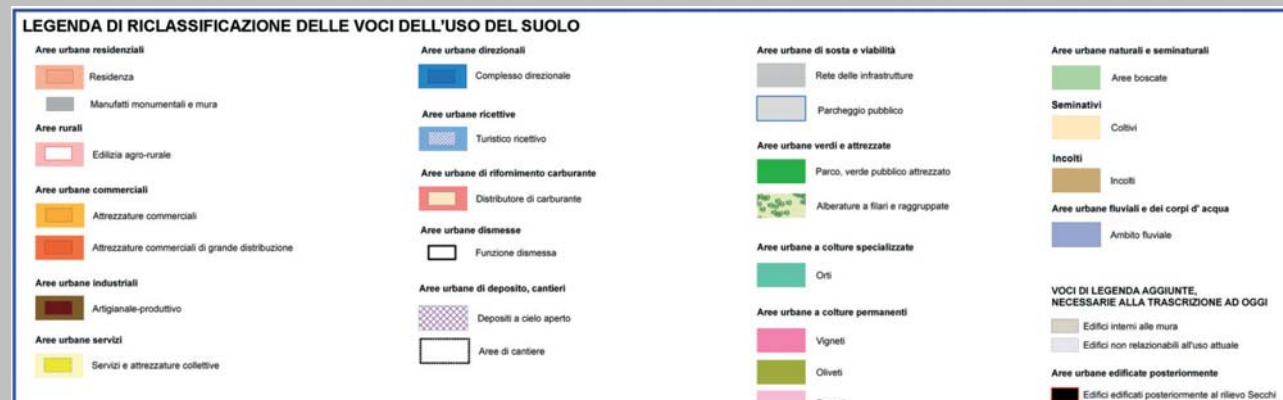 LEGENDA DI RICLASSIFICAZIONE DELLE VOCI DELL'USO DEL SUOLO
Aree urbane residenziali
Residenza
Manufatti monumentali e mura
Aree rurali
Edilizia agro-rurale
Aree urbane commerciali
Attrezzature commerciali
Attrezzature commerciali di grande distribuzione
Aree urbane industriali
Artigianale-produttivo
Aree urbane servizi
Servizi e attrezzature collettive
Aree urbane direzionali
Complesso direzionale
Aree urbane ricettive
Turistico ricettivo
Aree urbane di rifornimento carburante
Distributore di carburante
Aree urbane dismesse
Funzione dismessa
Aree urbane di deposito, cantieri
Depositi a cielo aperto
Aree di cantiere
Aree urbane di sosta e viabilità
Rete delle infrastrutture
Parcheggio pubblico
Aree urbane verdi e attrezzate
Parco, verde pubblico attrezzato
Alberature a filari e raggruppate
Aree urbane a colture specializzate
Orti
Aree urbane a colture permanenti
Vigneti
Oliveti
Aree urbane naturali e seminaturali
Aree boscate
Seminativi
Coltivi
Incolti
Incolti
Aree urbane fluviali e dei corpi d' acqua
Ambito fluviale
VOCI DI LEGENDA AGGIUNTE,
NECESSARIE ALLA TRASCRIZIONE AD OGGI
Edifici interni alle mura
Edifici non relazionabili all'uso attuale
Aree urbane edificate posteriormente
Edifici edificati posteriormente al rilievo Secchi